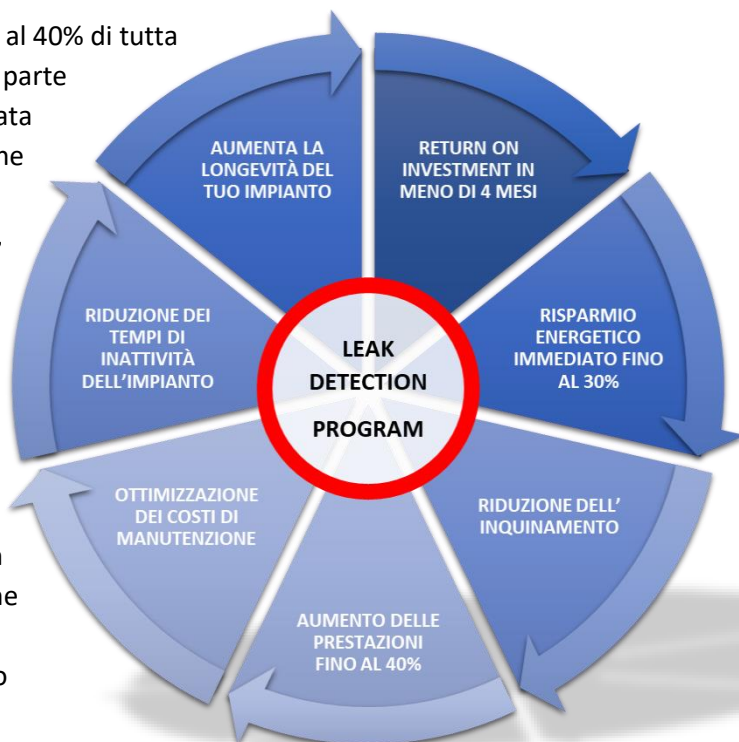 al 40% di tutta
parte
ata
ne
,
ne
o
AUMENTA LA
LONGEVITÀ DEL
TUO IMPIANTO
RETURN ON
INVESTMENT IN
MENO DI 4 MESI
RISPARMIO
ENERGETICO
IMMEDIATO FINO
AL 30%
RIDUZIONE DELL’
INQUINAMENTO
AUMENTO DELLE
PRESTAZIONI
FINO AL 40%
OTTIMIZZAZIONE
DEI COSTI DI
MANUTENZIONE
RIDUZIONE DEI
TEMPI DI
INATTIVITÀ
DELL’IMPIANTO
LEAK
DETECTION
PROGRAM